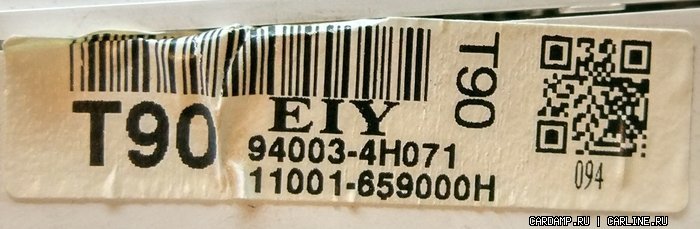 T90
EIY
94003-4H071
11001-659000H
T90
094
CARDAMP.RU | CARLINE.RU